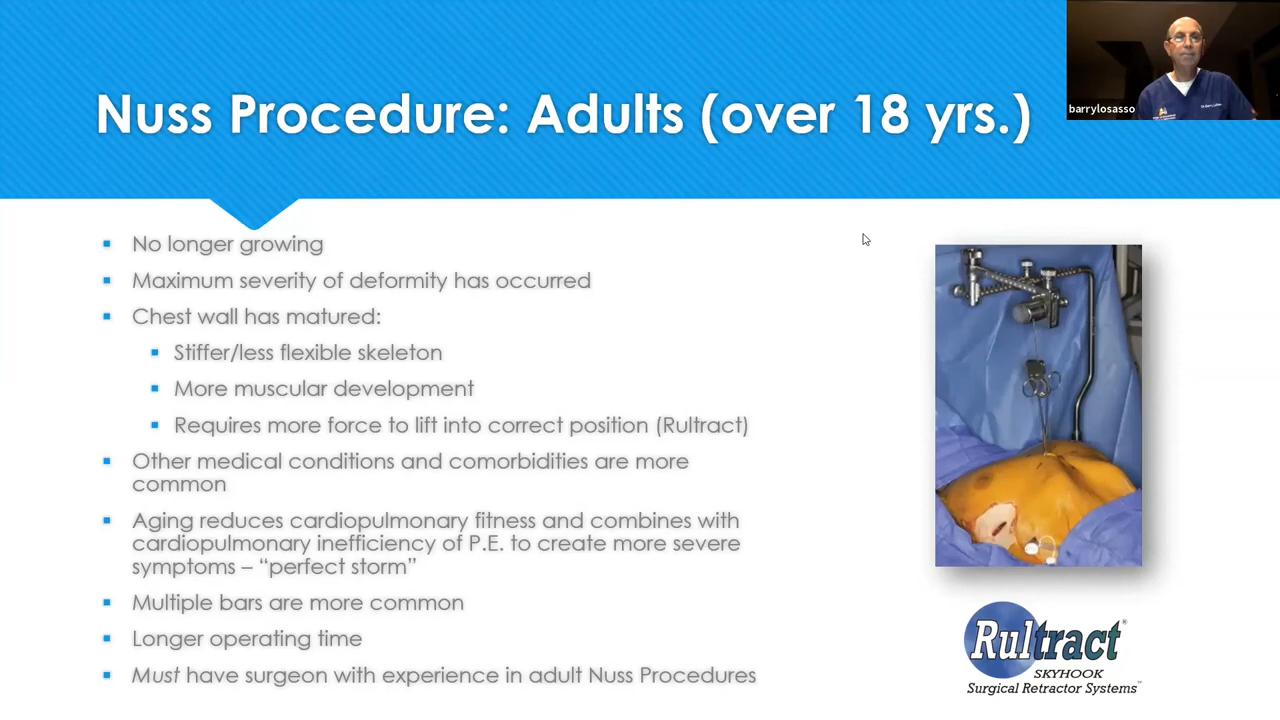 Nuss Procedure: Adults (over 18 yrs.)
barrylosasso
No longer growing
Maximum severity of deformity has occurred
Chest wall has matured:
Stiffer/less flexible skeleton
More muscular development
Requires more force to lift into correct position (Rultract)
Other medical conditions and comorbidities are more
common
Aging reduces cardiopulmonary fitness and combines with
cardiopulmonary inefficiency of P.E. to create more severe
symptoms – “perfect storm”
Multiple bars are more common
Longer operating time
Must have surgeon with experience in adult Nuss Procedures
Rultract®
SKYHOOK
Surgical Retractor Systems™